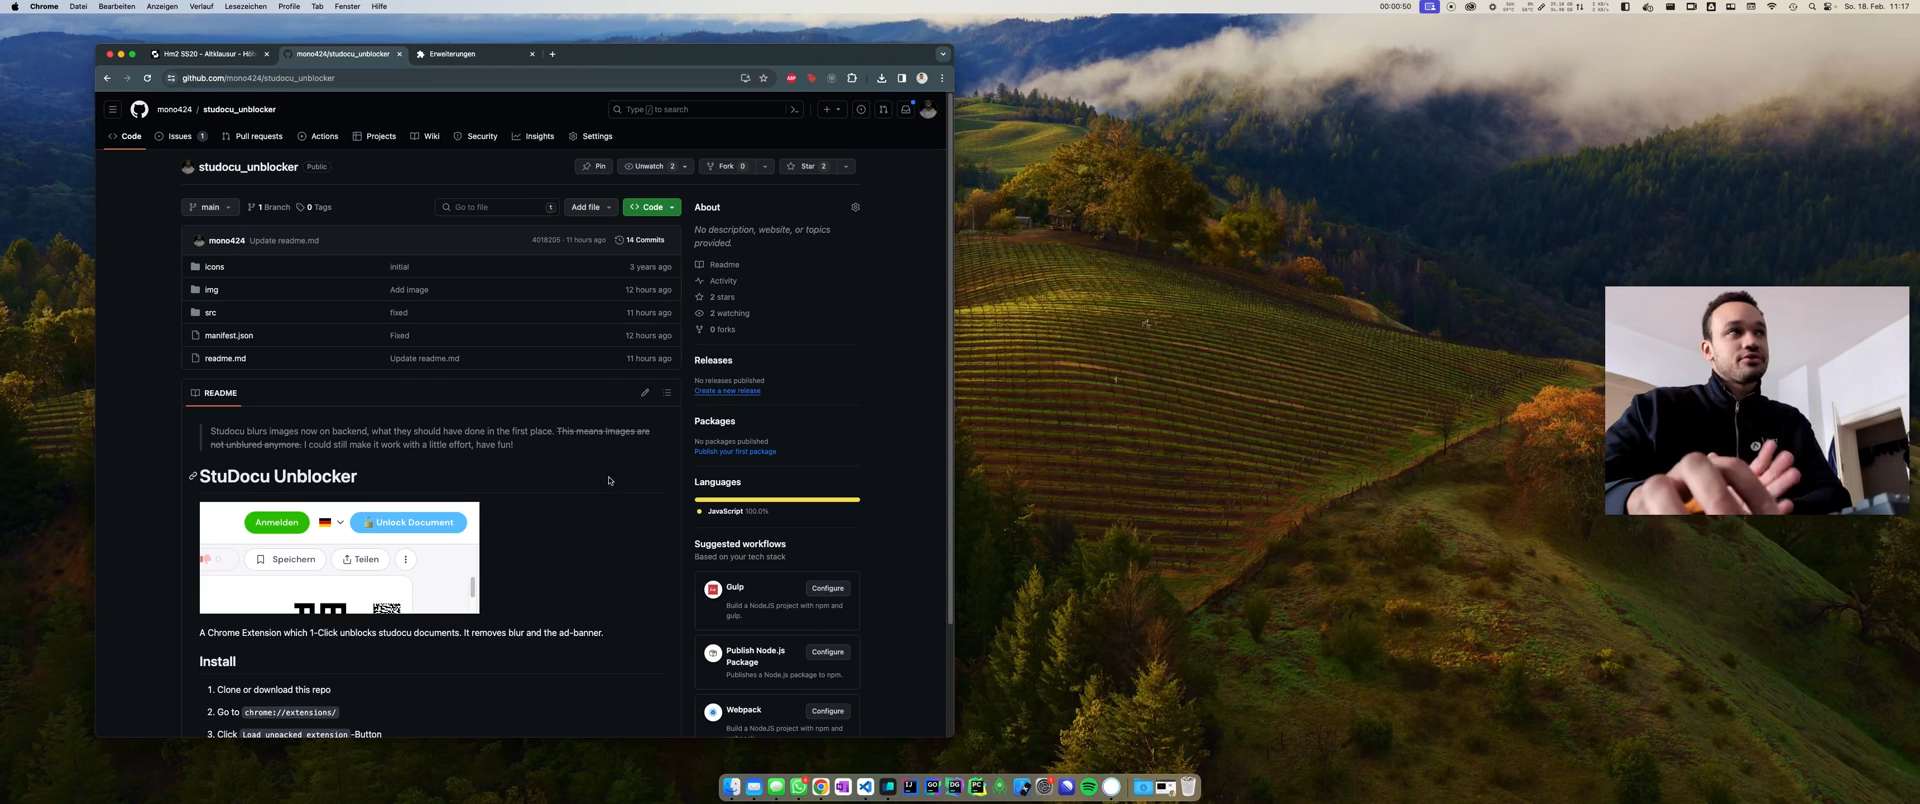 Chrome Datei Bearbeiten Anzeigen Verlauf Lesezeichen Profile Tab Fenster Hilfe
00:00:50
So. 18. Feb. 11:17
Hm2 SS20 - Altklausur - Höh
mono424/studocu_unblocker
Erweiterungen
github.com/mono424/studocu_unblocker
mono424 / studocu_unblocker
Type / to search
Code Issues 1 Pull requests Actions Projects Wiki Security Insights Settings
studocu_unblocker Public
Pin Unwatch 2 Fork 0 Star 2
main 1 Branch 0 Tags Go to file t Add file <> Code
mono424 Update readme.md 4018205 · 11 hours ago 14 Commits
icons initial 3 years ago
img Add image 12 hours ago
src fixed 11 hours ago
manifest.json Fixed 12 hours ago
readme.md Update readme.md 11 hours ago
README
Studocu blurs images now on backend, what they should have done in the first place. This means Images are
not unblured anymore. I could still make it work with a little effort, have fun!
StuDocu Unblocker
Anmelden Unlock Document
Speichern Teilen
A Chrome Extension which 1-Click unblocks studocu documents. It removes blur and the ad-banner.
Install
1. Clone or download this repo
2. Go to chrome://extensions/
3. Click Load unpacked extension -Button
About
No description, website, or topics
provided.
Readme
Activity
2 stars
2 watching
0 forks
Releases
No releases published
Create a new release
Packages
No packages published
Publish your first package
Languages
JavaScript 100.0%
Suggested workflows
Based on your tech stack
Gulp Configure
Build a NodeJS project with npm and
gulp.
Publish Node.js
Package
Configure
Publishes a Node.js package to npm.
Webpack Configure
Build a NodeJS project with npm and